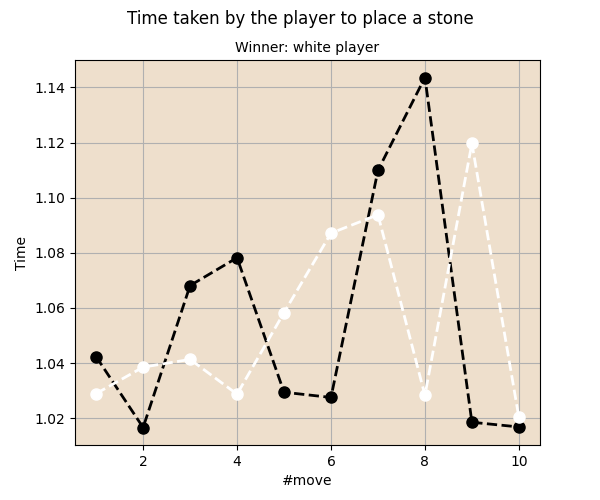 Time taken by the player to place a stone
Winner: white player
1.14
1.12
1.10
1.08
1.06
1.04
1.02
Time
2 4 6 8 10
#move